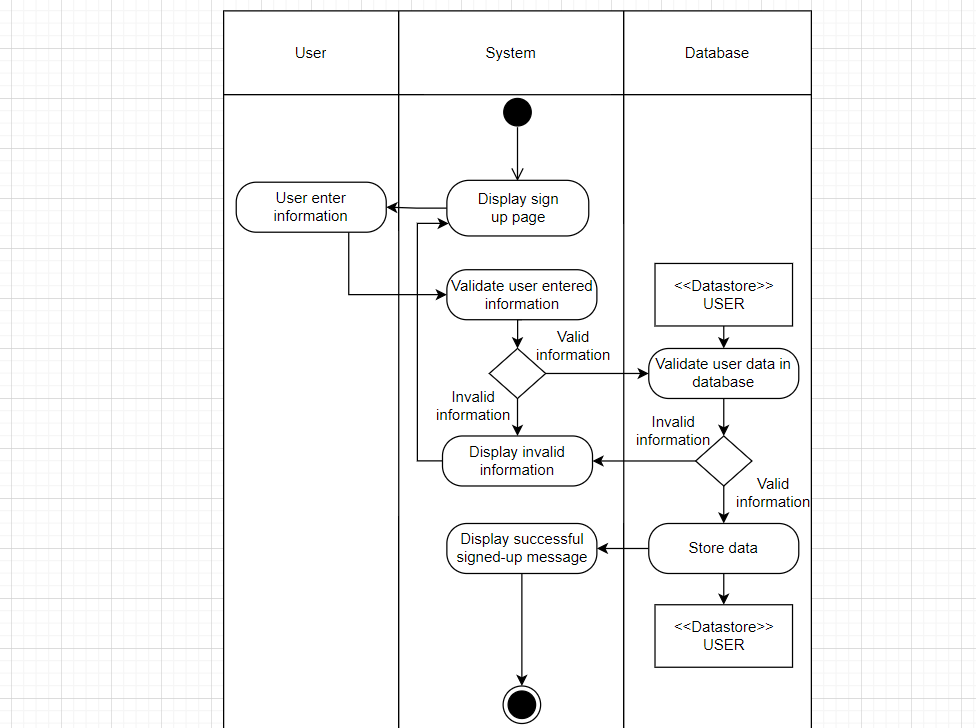 User
System
Database
Display sign
up page
User enter
information
Validate user entered
information
<<Datastore>>
USER
Valid
information
Validate user data in
database
Invalid
information
Invalid
information
Display invalid
information
Valid
information
Display successful
signed-up message
Store data
<<Datastore>>
USER